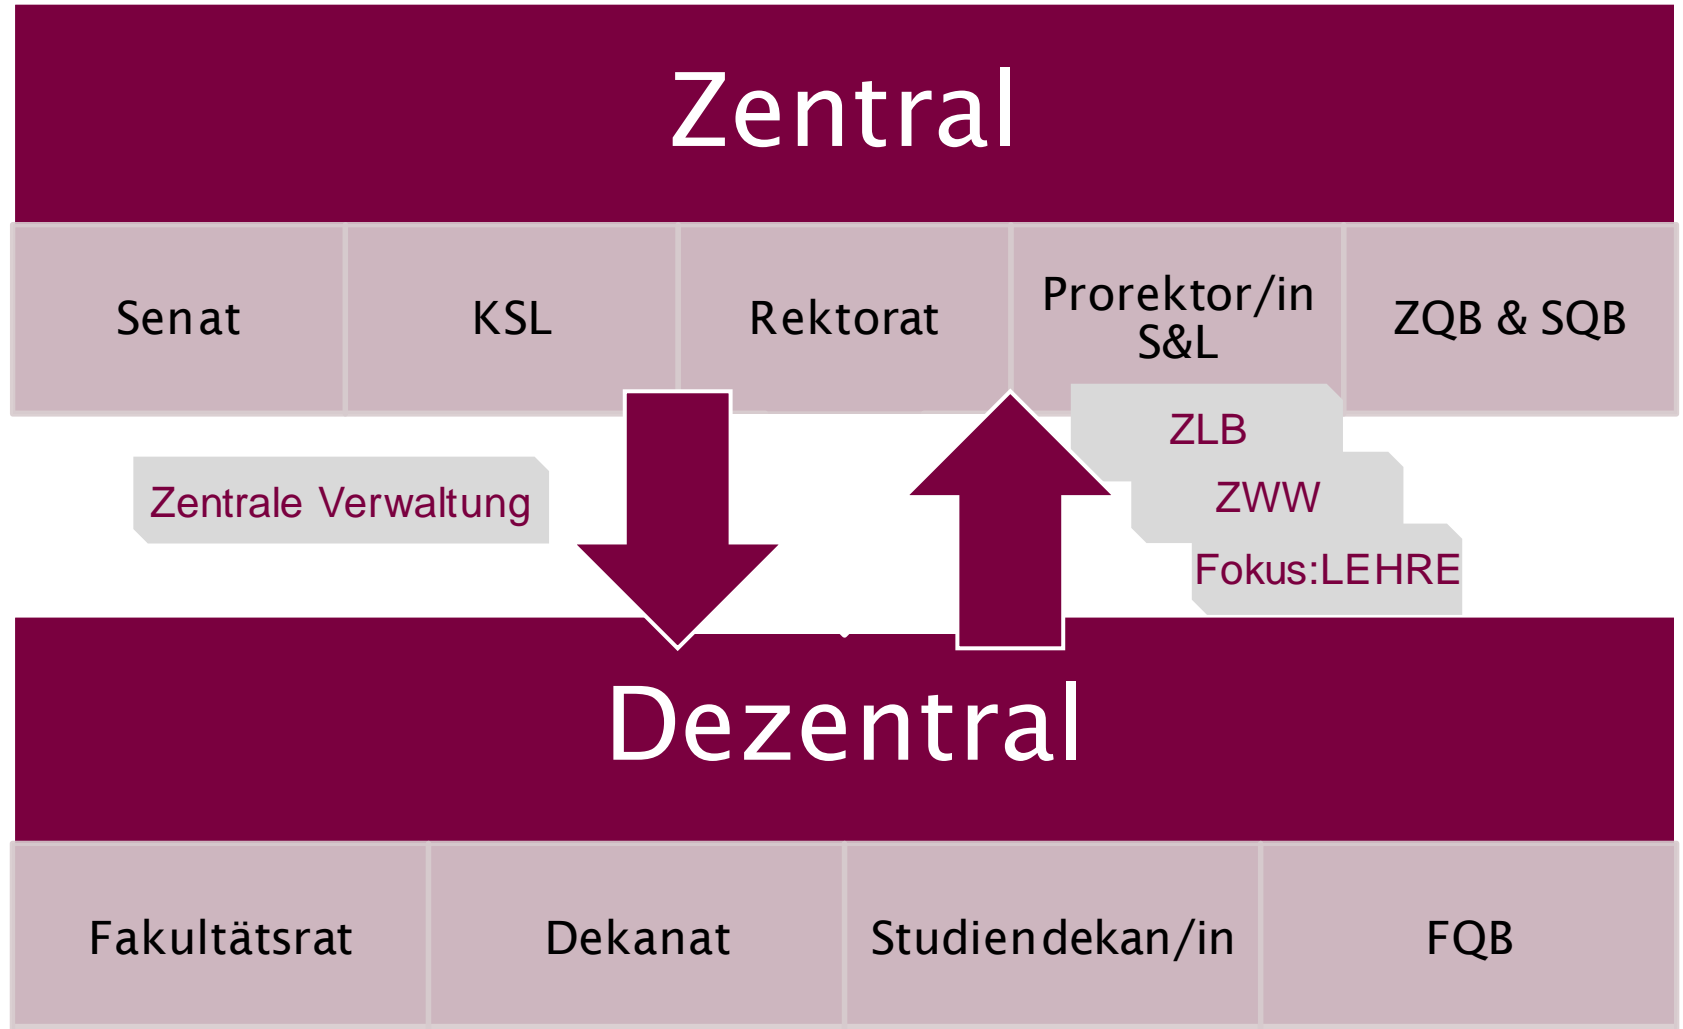 Zentral
Senat
KSL
Rektorat
Prorektor/in
S&L
ZQB & SQB
ZLB
Zentrale Verwaltung
ZWW
Fokus:LEHRE
Dezentral
Fakultätsrat
Dekanat
Studiendekan/in
FQB